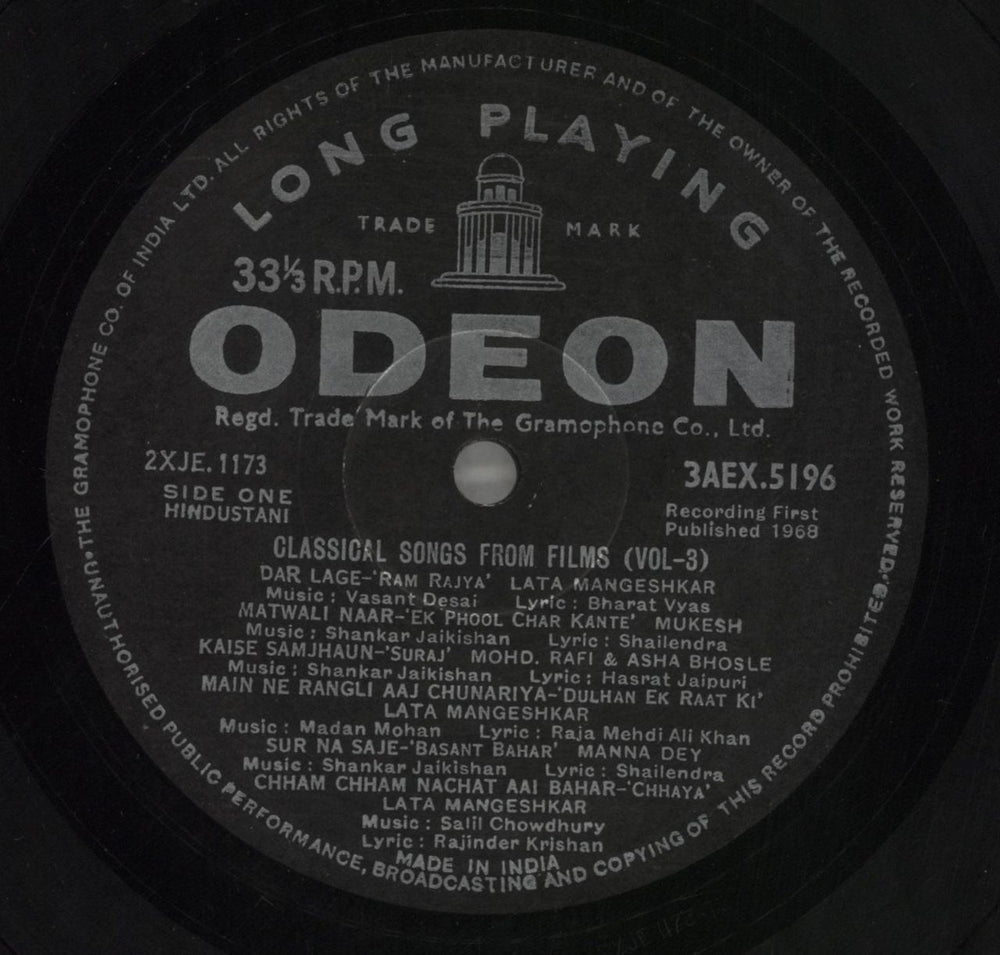 THE GRAMOPHONE CO. OF INDIA LTD. ALL RIGHTS OF THE MANUFACTURER AND OF THE OWNER OF THE RECORDED WORK RESERVED•
UNAUTHORISED PUBLIC PERFORMANCE, BROADCASTING AND COPYING OF THIS RECORD PROHIBITED•
LONG PLAYING
TRADE MARK
33⅓ R.P.M.
ODEON
Regd. Trade Mark of The Gramophone Co., Ltd.
2XJE.1173 3AEX.5196
SIDE ONE Recording First
HINDUSTANI Published 1968
CLASSICAL SONGS FROM FILMS (VOL-3)
DAR LAGE-'RAM RAJYA' LATA MANGESHKAR
Music : Vasant Desai Lyric : Bharat Vyas
MATWALI NAAR-'EK PHOOL CHAR KANTE' MUKESH
Music : Shankar Jaikishan Lyric : Shailendra
KAISE SAMJHAUN-'SURAJ' MOHD. RAFI & ASHA BHOSLE
Music : Shankar Jaikishan Lyric : Hasrat Jaipuri
MAIN NE RANGLI AAJ CHUNARIYA-'DULHAN EK RAAT KI'
LATA MANGESHKAR
Music : Madan Mohan Lyric : Raja Mehdi Ali Khan
SUR NA SAJE-'BASANT BAHAR' MANNA DEY
Music : Shankar Jaikishan Lyric : Shailendra
CHHAM CHHAM NACHAT AAI BAHAR-'CHHAYA'
LATA MANGESHKAR
Music : Salil Chowdhury
Lyric : Rajinder Krishan
MADE IN INDIA